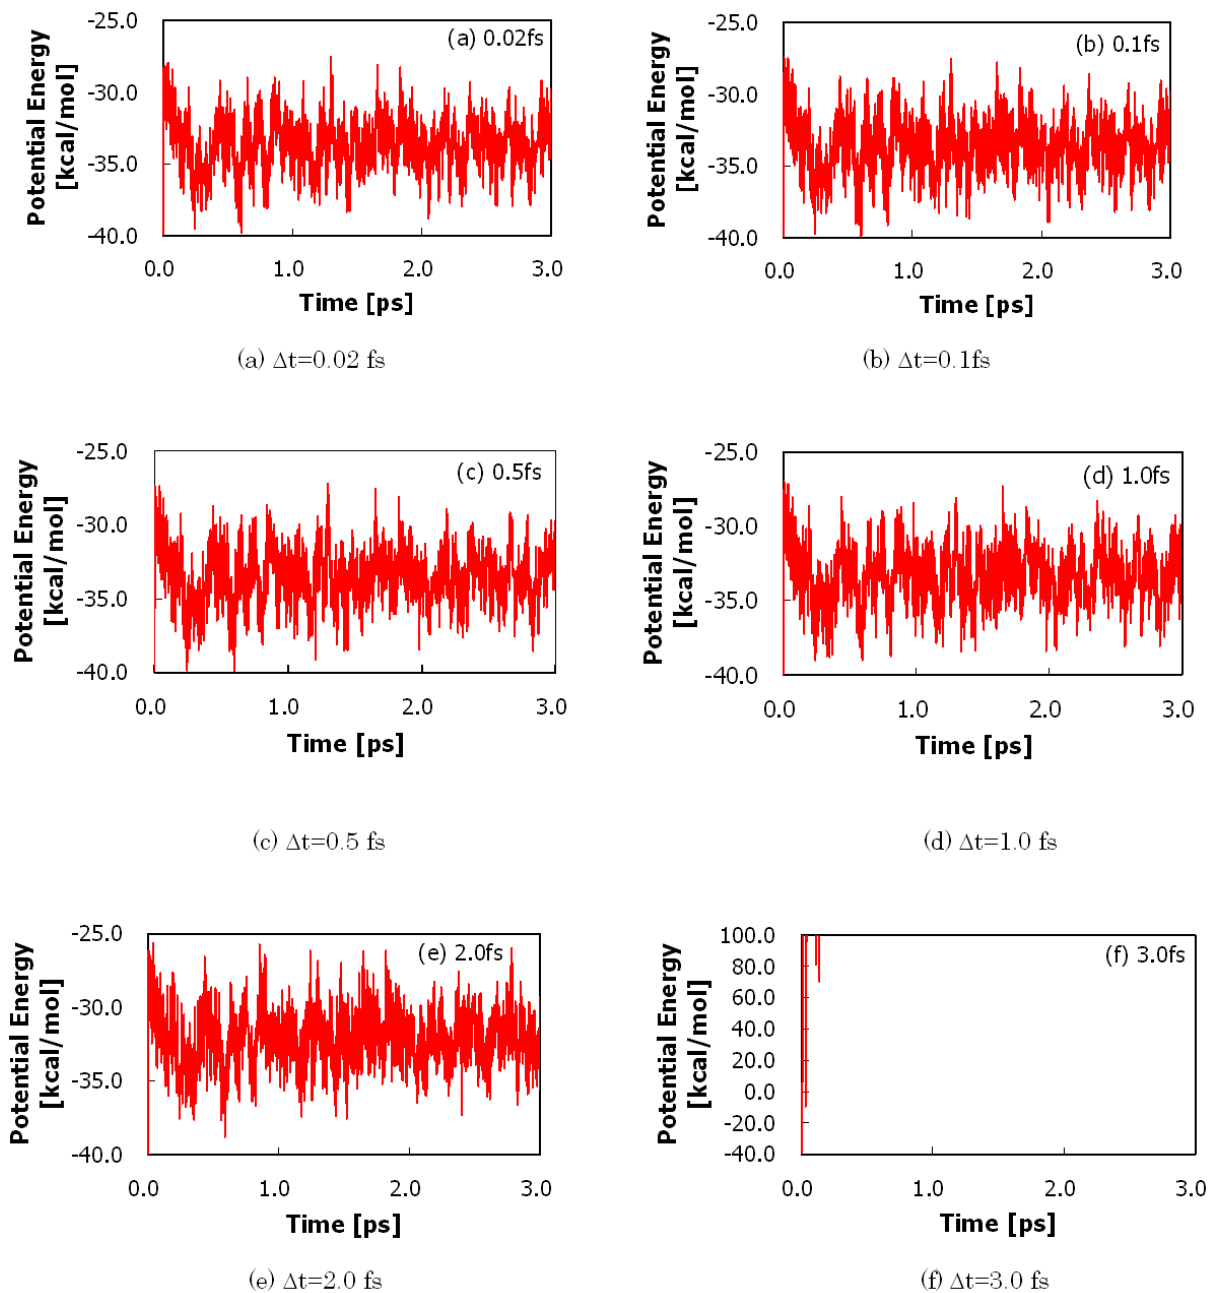 Potential Energy
[kcal/mol]
-25.0
-30.0
-35.0
-40.0
(a) 0.02fs
0.0 1.0 2.0 3.0
Time [ps]
(a) Δt=0.02 fs
Potential Energy
[kcal/mol]
-25.0
-30.0
-35.0
-40.0
(b) 0.1fs
0.0 1.0 2.0 3.0
Time [ps]
(b) Δt=0.1fs
Potential Energy
[kcal/mol]
-25.0
-30.0
-35.0
-40.0
(c) 0.5fs
0.0 1.0 2.0 3.0
Time [ps]
(c) Δt=0.5 fs
Potential Energy
[kcal/mol]
-25.0
-30.0
-35.0
-40.0
(d) 1.0fs
0.0 1.0 2.0 3.0
Time [ps]
(d) Δt=1.0 fs
Potential Energy
[kcal/mol]
-25.0
-30.0
-35.0
-40.0
(e) 2.0fs
0.0 1.0 2.0 3.0
Time [ps]
(e) Δt=2.0 fs
Potential Energy
[kcal/mol]
100.0
80.0
60.0
40.0
20.0
0.0
-20.0
-40.0
(f) 3.0fs
0.0 1.0 2.0 3.0
Time [ps]
(f) Δt=3.0 fs